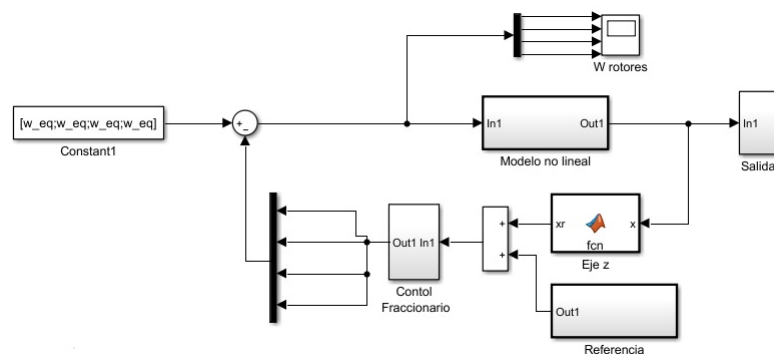 W rotores
[w_eq;w_eq;w_eq;w_eq]
Constant1
+
_
In1
Out1
Modelo no lineal
In1
Salida
Out1 In1
Contol
Fraccionario
+
+
xr
x
fcn
Eje z
Out1
Referencia